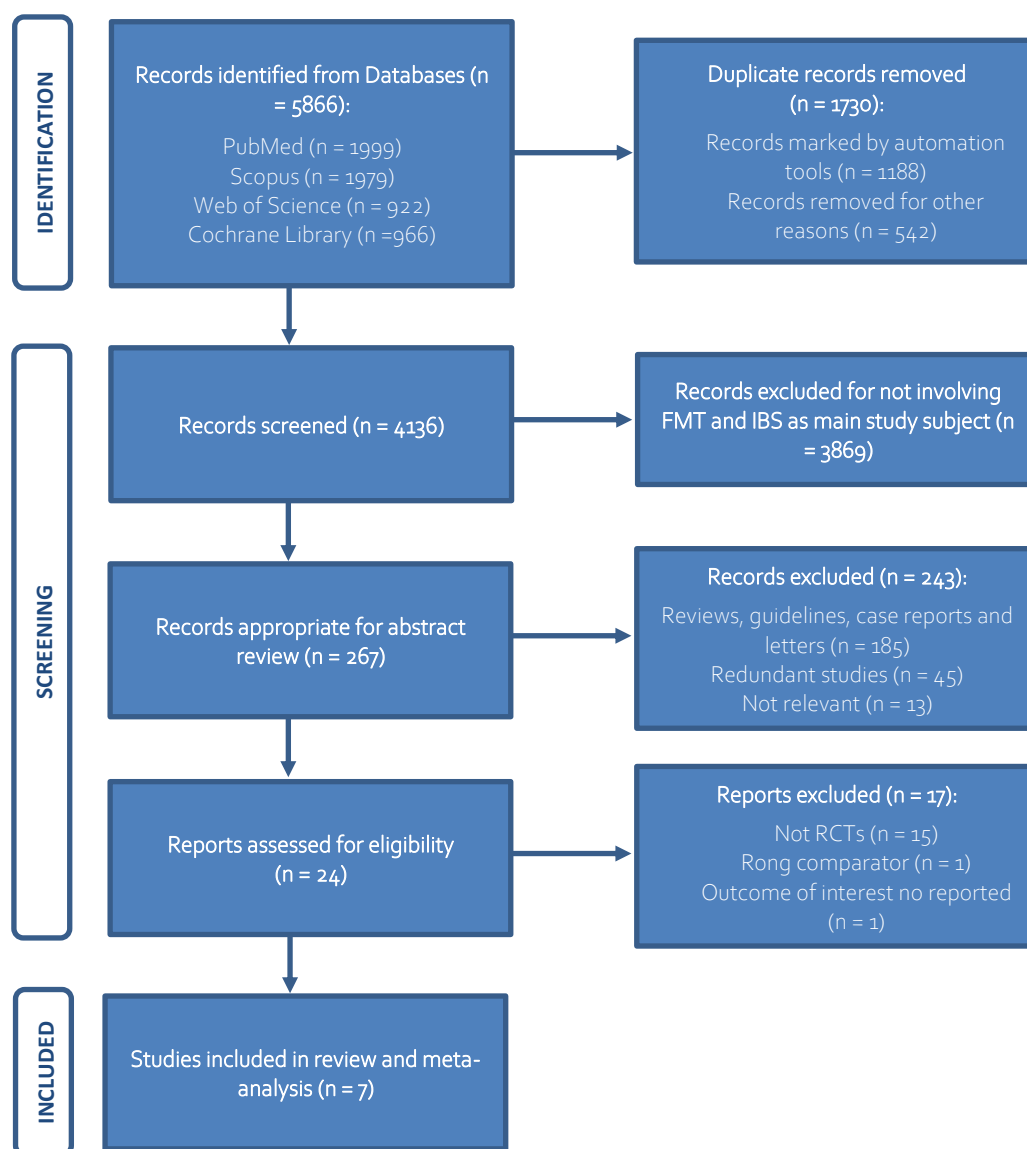 IDENTIFICATION
Records identified from Databases (n
= 5866):
PubMed (n = 1999)
Scopus (n = 1979)
Web of Science (n = 922)
Cochrane Library (n =966)
Duplicate records removed
(n = 1730):
Records marked by automation
tools (n = 1188)
Records removed for other
reasons (n = 542)
SCREENING
Records screened (n = 4136)
Records excluded for not involving
FMT and IBS as main study subject (n
= 3869)
Records appropriate for abstract
review (n = 267)
Records excluded (n = 243):
Reviews, guidelines, case reports and
letters (n = 185)
Redundant studies (n = 45)
Not relevant (n = 13)
Reports assessed for eligibility
(n = 24)
Reports excluded (n = 17):
Not RCTs (n = 15)
Rong comparator (n = 1)
Outcome of interest no reported
(n = 1)
INCLUDED
Studies included in review and meta-
analysis (n = 7)